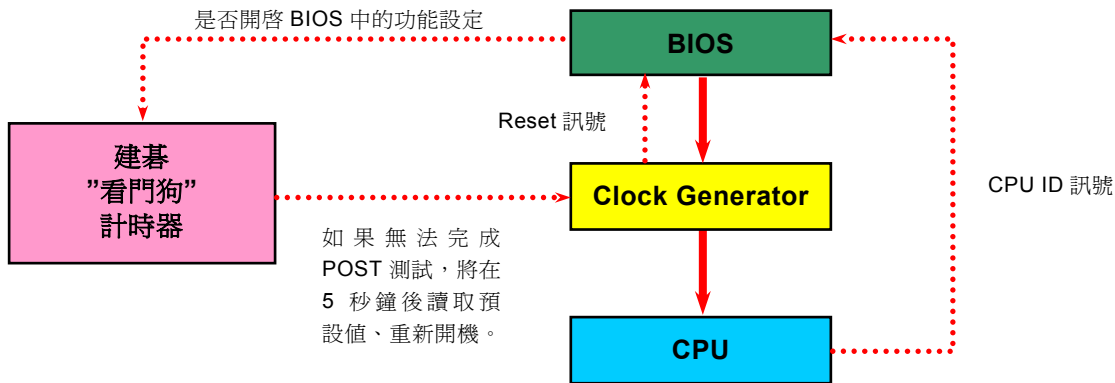 是否開啓 BIOS 中的功能設定
BIOS
Reset 訊號
建碁
”看門狗”
計時器
Clock Generator
CPU ID 訊號
如果無法完成
POST 測試，將在
5 秒鐘後讀取預
設値、重新開機。
CPU